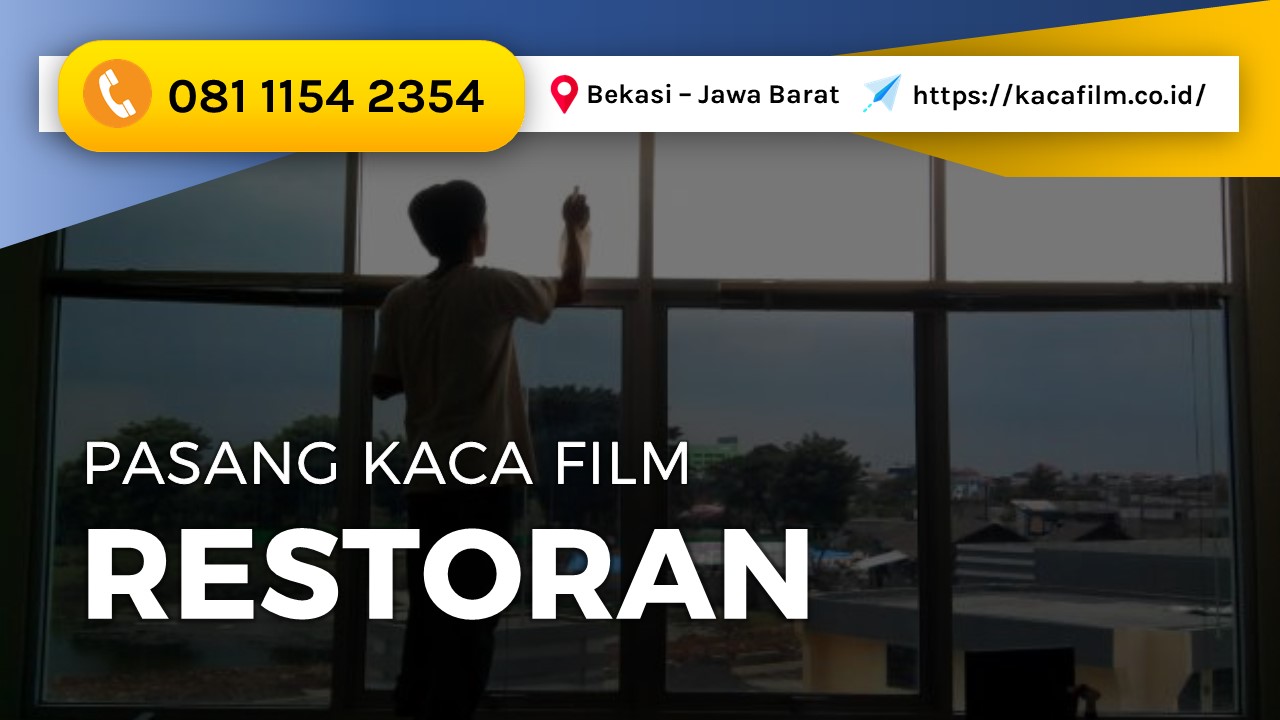 081 1154 2354
Bekasi – Jawa Barat
https://kacafilm.co.id/
PASANG KACA FILM
RESTORAN